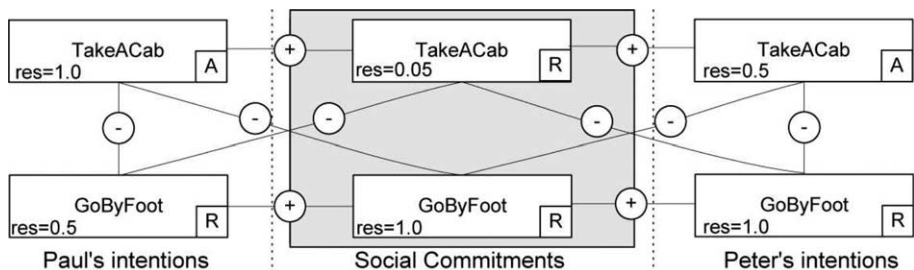 TakeACab
res=1.0
A
+
TakeACab
res=0.05
R
+
TakeACab
res=0.5
A
-
-
-
-
-
-
GoByFoot
res=0.5
R
+
GoByFoot
res=1.0
R
+
GoByFoot
res=1.0
R
Paul's intentions
Social Commitments
Peter's intentions